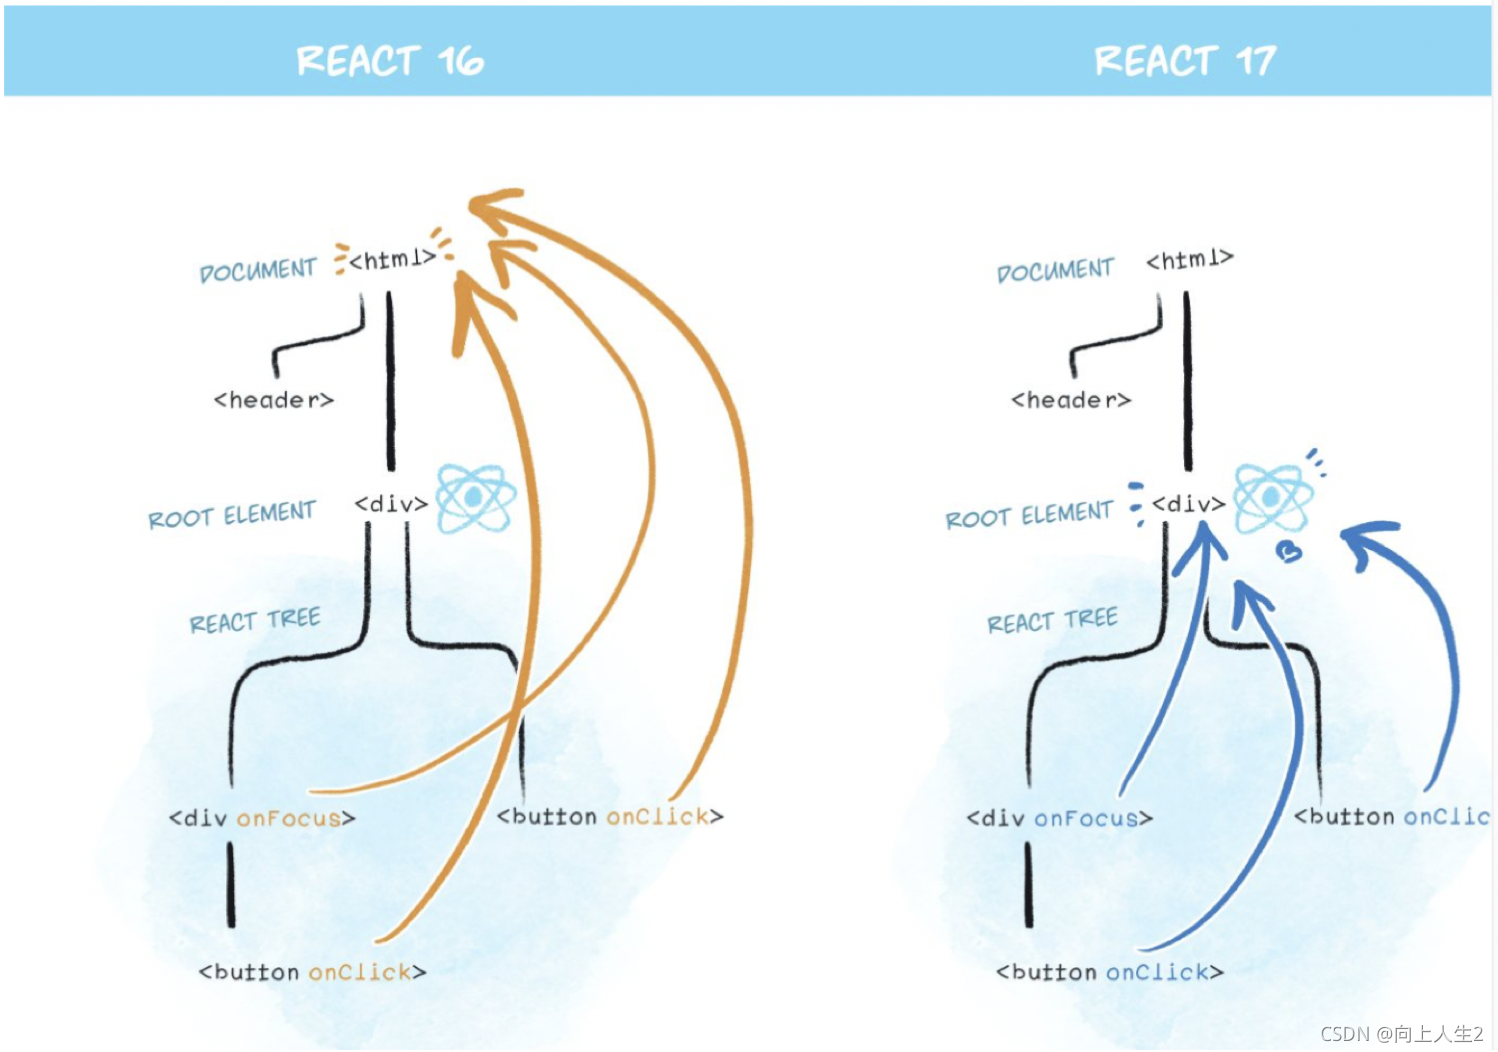 REACT 16
DOCUMENT <html>
<header>
ROOT ELEMENT <div>
REACT TREE
<div onFocus> <button onClick>
<button onClick>
REACT 17
DOCUMENT <html>
<header>
ROOT ELEMENT <div>
REACT TREE
<div onFocus> <button onClic
<button onClick>
CSDN @向上人生2